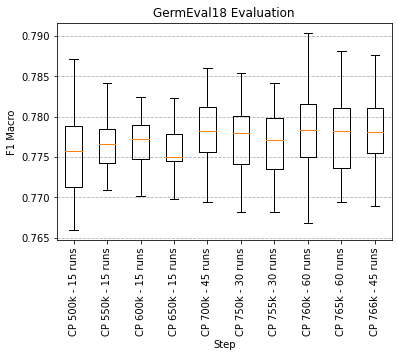 GermEval18 Evaluation
F1 Macro
0.790
0.785
0.780
0.775
0.770
0.765
CP 500k - 15 runs
CP 550k - 15 runs
CP 600k - 15 runs
CP 650k - 15 runs
CP 700k - 45 runs
CP 750k - 30 runs
CP 755k - 30 runs
CP 760k - 60 runs
CP 765k - 60 runs
CP 766k - 45 runs
Step